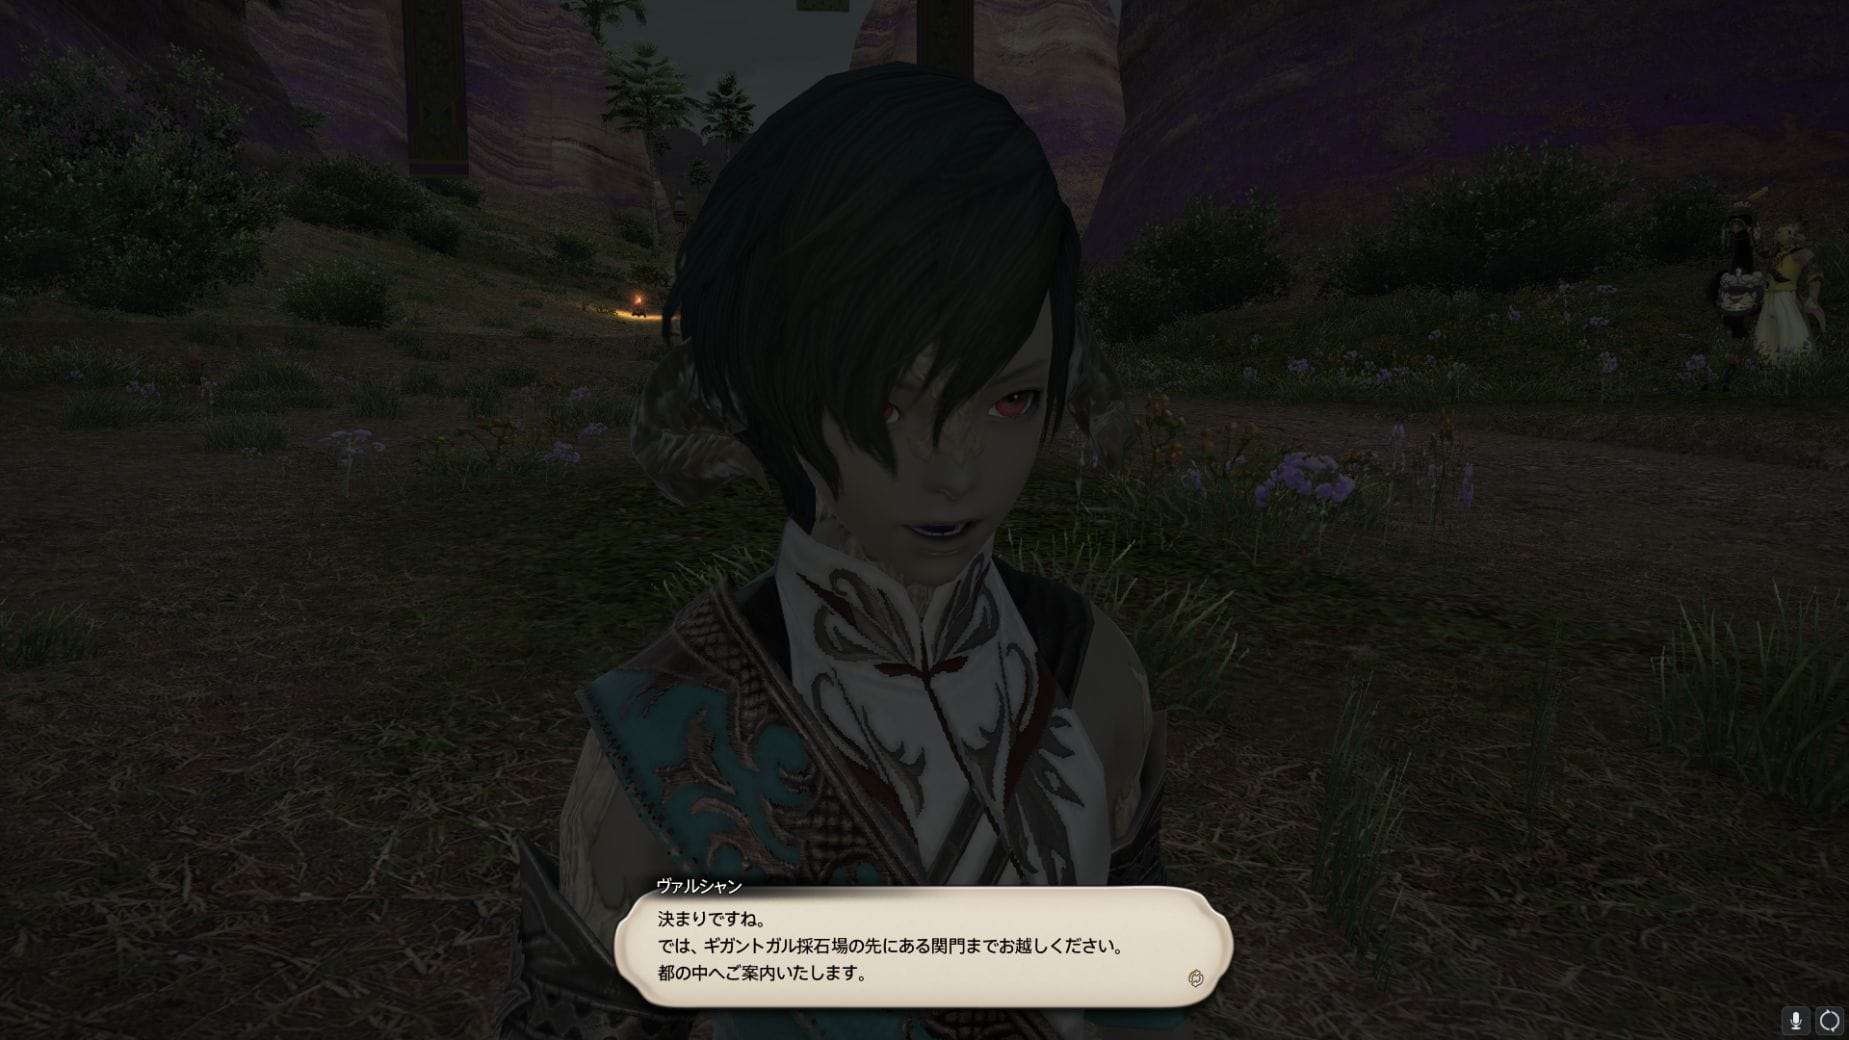 ヴァルシャン
決まりですね。
では、ギガントガル採石場の先にある関門までお越しください。
都の中へご案内いたします。